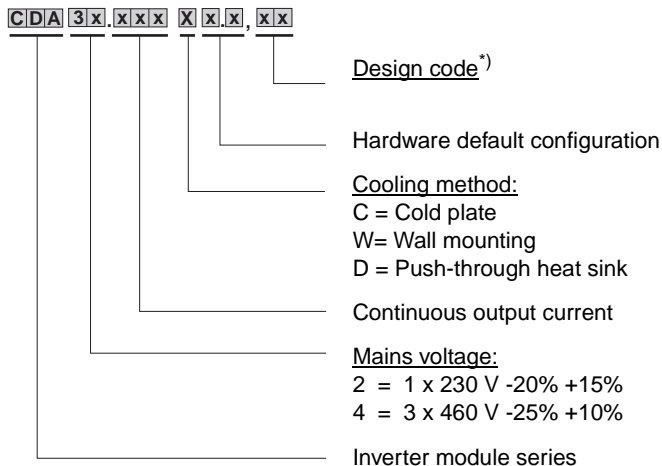 CDA 3x.xxx X x.x, xx
Design code*)
Hardware default configuration
Cooling method:
C = Cold plate
W= Wall mounting
D = Push-through heat sink
Continuous output current
Mains voltage:
2 = 1 x 230 V -20% +15%
4 = 3 x 460 V -25% +10%
Inverter module series